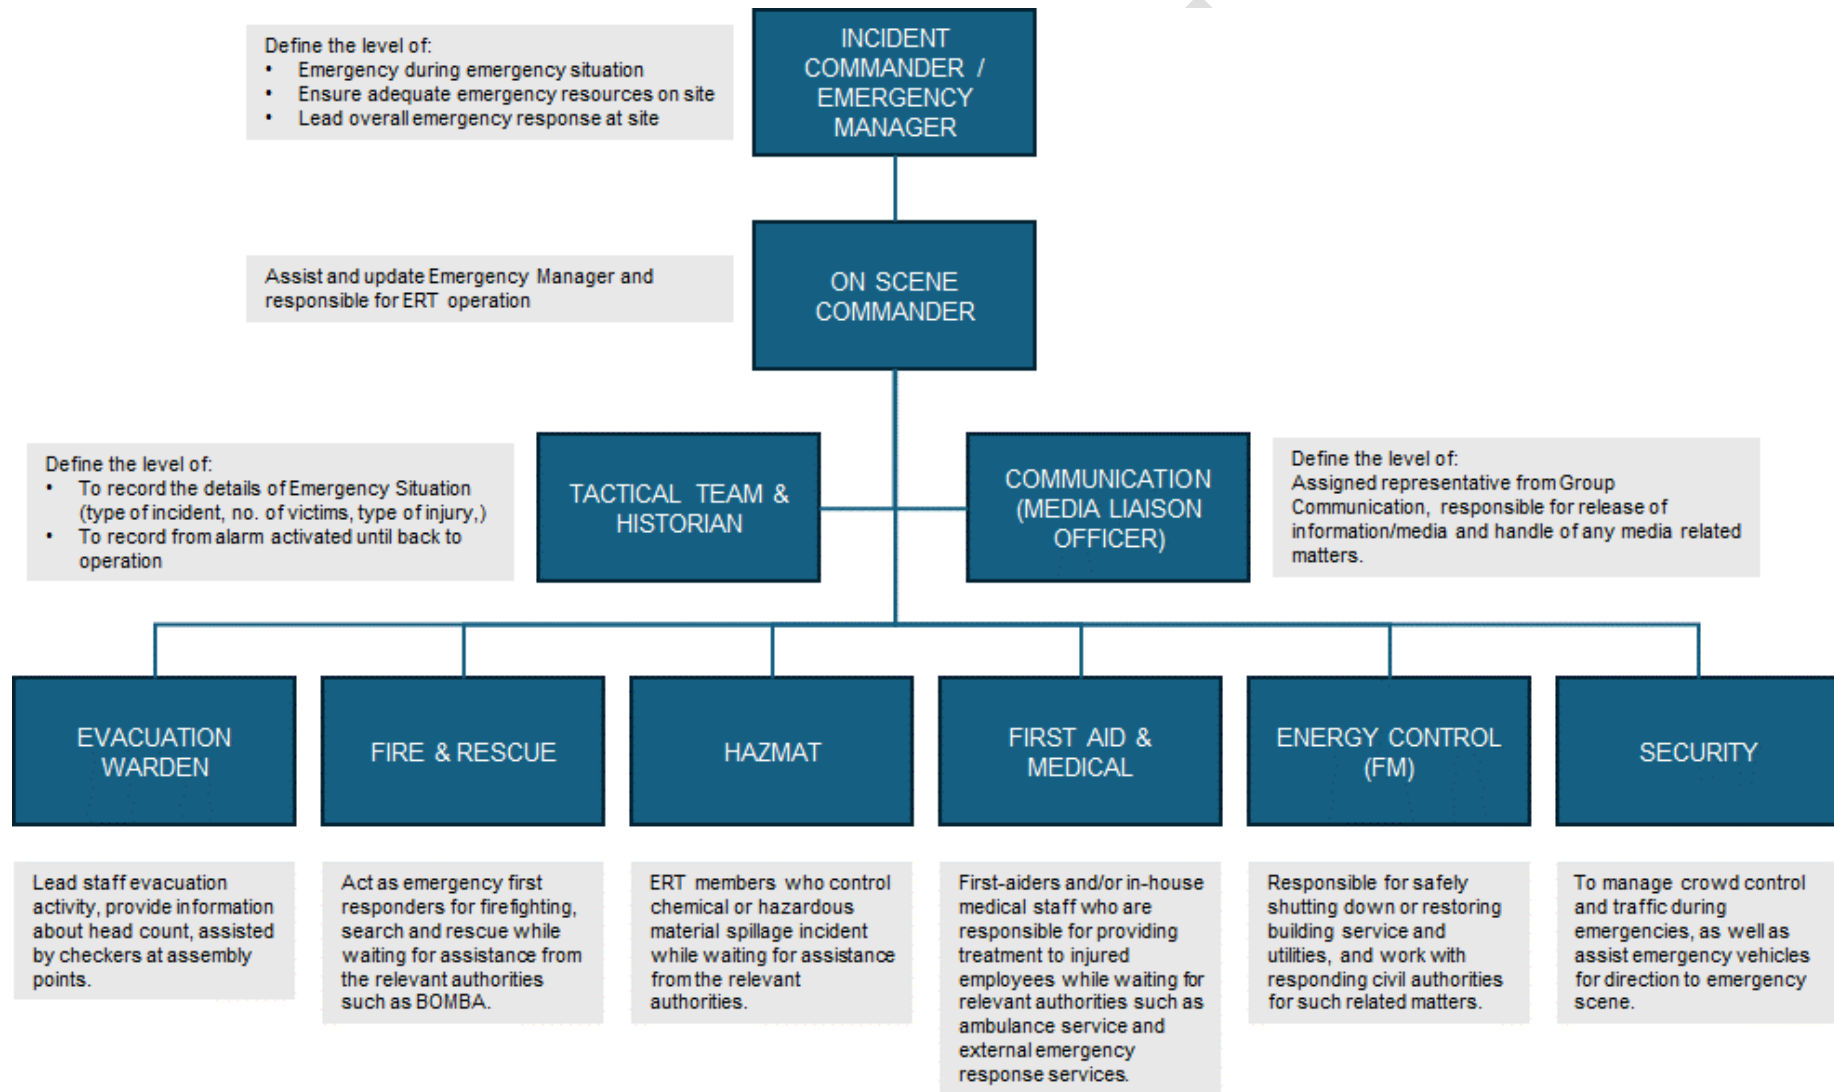 Define the level of:
• Emergency during emergency situation
• Ensure adequate emergency resources on site
• Lead overall emergency response at site
INCIDENT
COMMANDER /
EMERGENCY
MANAGER
Assist and update Emergency Manager and
responsible for ERT operation
ON SCENE
COMMANDER
Define the level of:
• To record the details of Emergency Situation
(type of incident, no. of victims, type of injury,)
• To record from alarm activated until back to
operation
TACTICAL TEAM &
HISTORIAN
COMMUNICATION
(MEDIA LIAISON
OFFICER)
Define the level of:
Assigned representative from Group
Communication, responsible for release of
information/media and handle of any media related
matters.
EVACUATION
WARDEN
FIRE & RESCUE
HAZMAT
FIRST AID &
MEDICAL
ENERGY CONTROL
(FM)
SECURITY
Lead staff evacuation
activity, provide information
about head count, assisted
by checkers at assembly
points.
Act as emergency first
responders for firefighting,
search and rescue while
waiting for assistance from
the relevant authorities
such as BOMBA.
ERT members who control
chemical or hazardous
material spillage incident
while waiting for assistance
from the relevant
authorities.
First-aiders and/or in-house
medical staff who are
responsible for providing
treatment to injured
employees while waiting for
relevant authorities such as
ambulance service and
external emergency
response services.
Responsible for safely
shutting down or restoring
building service and
utilities, and work with
responding civil authorities
for such related matters.
To manage crowd control
and traffic during
emergencies, as well as
assist emergency vehicles
for direction to emergency
scene.